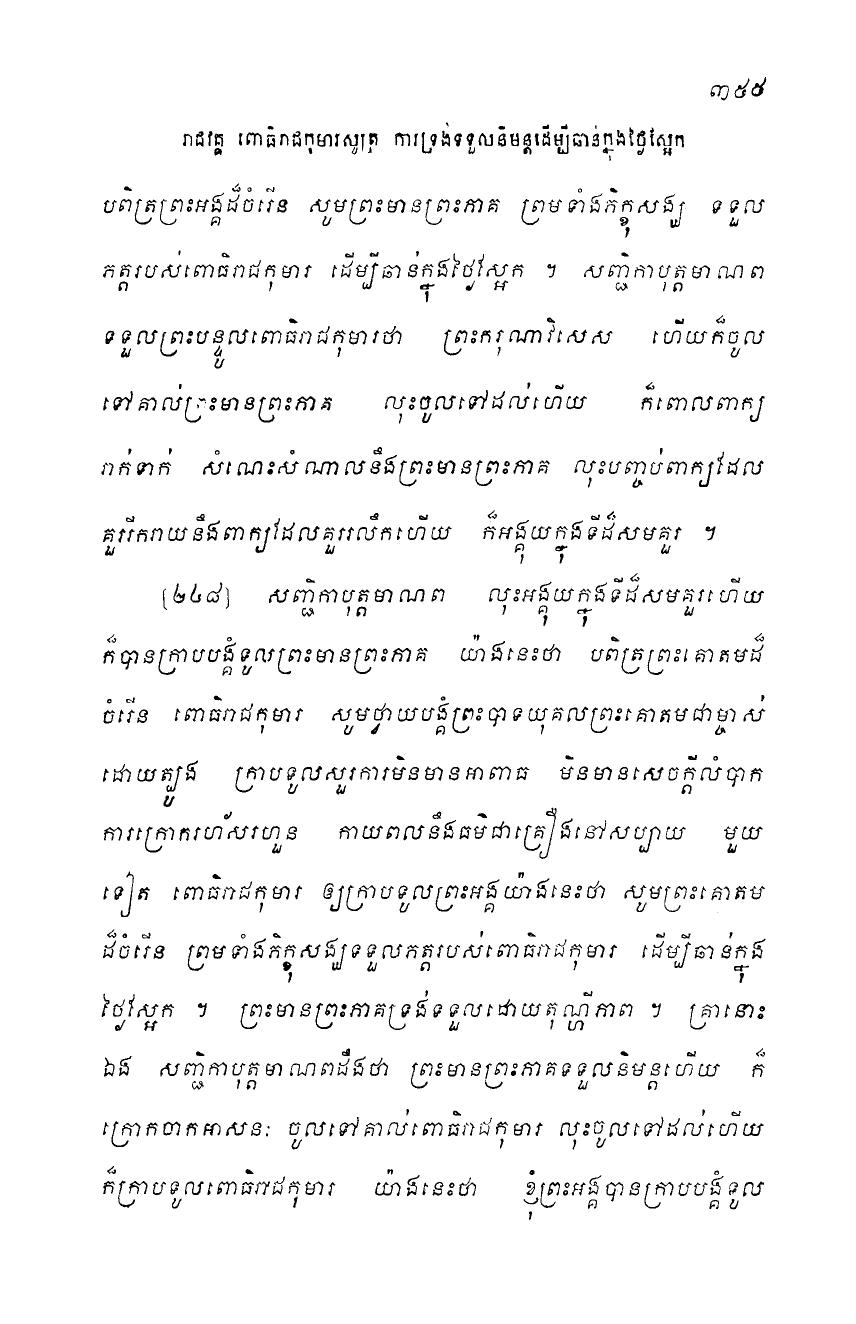 ៣៥៥
រាជវគ្គ ពោធិរាជកុមារសូត្រ ការទ្រង់ទទួលនិមន្តដើម្បីឆាន់ក្នុងថ្ងៃស្អែក
បពិត្រព្រះអង្គដ៏ចំរើន សូមព្រះមានព្រះភាគ ព្រមទាំងភិក្ខុសង្ឃ ទទួល
ភត្តរបស់ពោធិរាជកុមារ ដើម្បីឆាន់ក្នុងថ្ងៃស្អែក ។ សញ្ជិកាបុត្តមាណព
ទទួលព្រះបន្ទូលពោធិរាជកុមារថា ព្រះករុណាវិសេស ហើយក៏ចូល
ទៅគាល់ព្រះមានព្រះភាគ លុះចូលទៅដល់ហើយ ក៏ពោលពាក្យ
រាក់ទាក់ សំណេះសំណាលនឹងព្រះមានព្រះភាគ លុះបញ្ចប់ពាក្យដែល
គួររីករាយនឹងពាក្យដែលគួររលឹកហើយ ក៏អង្គុយក្នុងទីដ៏សមគួរ ។
[២៤៨] សញ្ជិកាបុត្តមាណព លុះអង្គុយក្នុងទីដ៏សមគួរហើយ
ក៏បានក្រាបបង្គំទូលព្រះមានព្រះភាគ យ៉ាងនេះថា បពិត្រព្រះគោតមដ៏
ចំរើន ពោធិរាជកុមារ សូមថ្វាយបង្គំព្រះបាទយុគលព្រះគោតមជាម្ចាស់
ដោយត្បូង ក្រាបទូលសួរការមិនមានអាពាធ មិនមានសេចក្តីលំបាក
ការក្រោករហ័សរហួន កាយពលនឹងធម៌ជាគ្រឿងនៅសប្បាយ មួយ
ទៀត ពោធិរាជកុមារ ឲ្យក្រាបទូលព្រះអង្គយ៉ាងនេះថា សូមព្រះគោតម
ដ៏ចំរើន ព្រមទាំងភិក្ខុសង្ឃទទួលភត្តរបស់ពោធិរាជកុមារ ដើម្បីឆាន់ក្នុង
ថ្ងៃស្អែក ។ ព្រះមានព្រះភាគទ្រង់ទទួលដោយតុណ្ហីភាព ។ គ្រានោះ
ឯង សញ្ជិកាបុត្តមាណពដឹងថា ព្រះមានព្រះភាគទទួលនិមន្តហើយ ក៏
ក្រោកចាកអាសនៈ ចូលទៅគាល់ពោធិរាជកុមារ លុះចូលទៅដល់ហើយ
ក៏ក្រាបទូលពោធិរាជកុមារ យ៉ាងនេះថា ខ្ញុំព្រះអង្គបានក្រាបបង្គំទូល